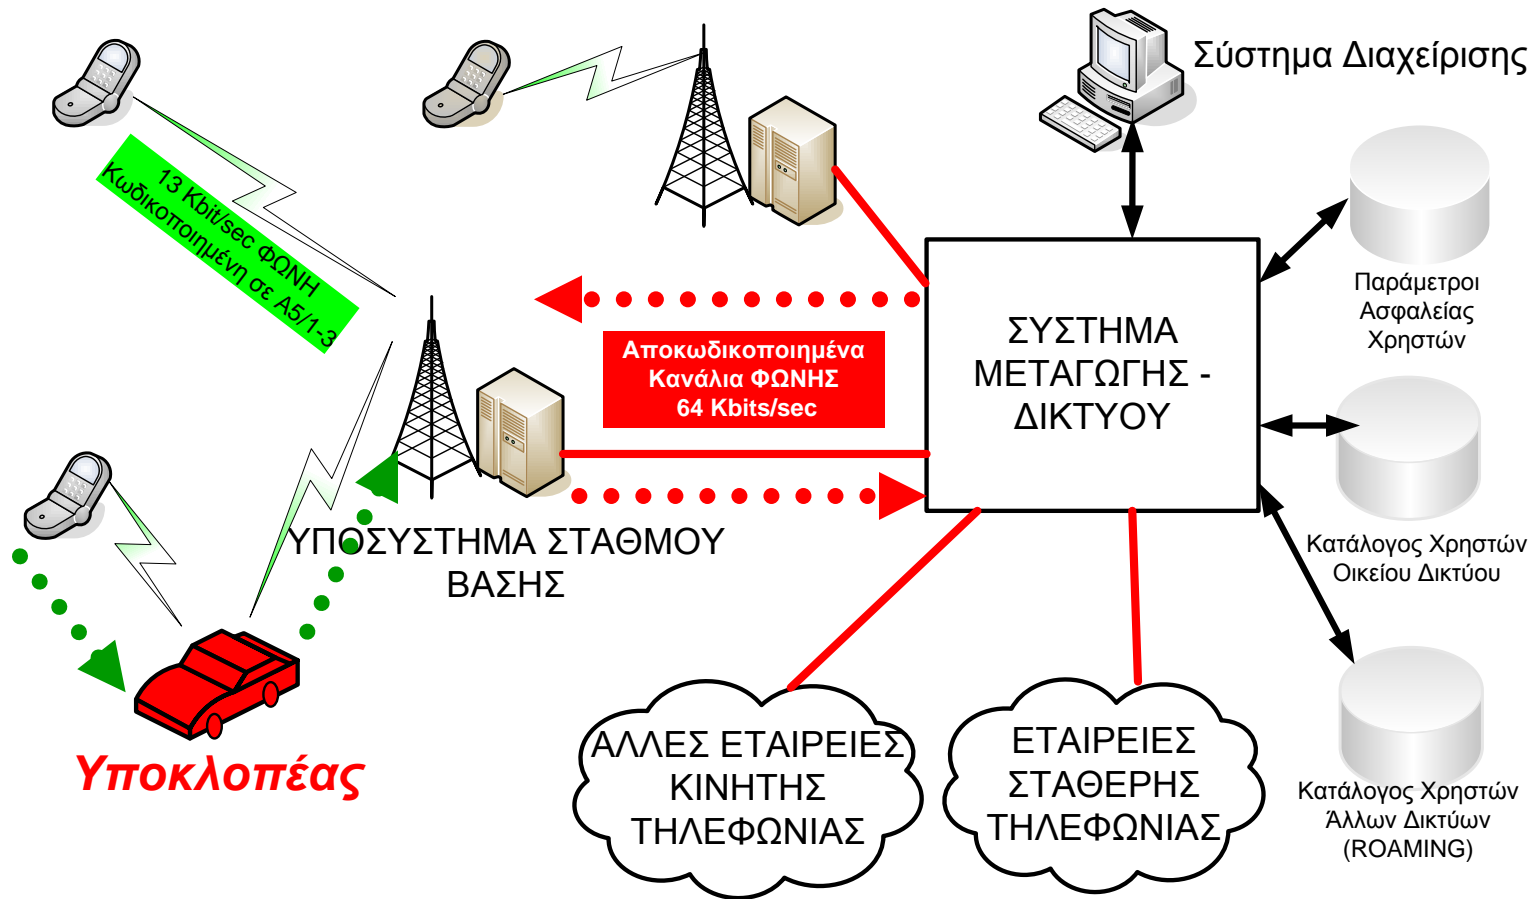 Σύστημα Διαχείρισης
13 Kbit/sec ΦΩΝΗ
Κωδικοποιημένη σε A5/1-3
Παράμετροι
Ασφαλείας
Χρηστών
Αποκωδικοποιημένα
Κανάλια ΦΩΝΗΣ
64 Kbits/sec
ΣΥΣΤΗΜΑ
ΜΕΤΑΓΩΓΗΣ -
ΔΙΚΤΥΟΥ
ΥΠΟΣΥΣΤΗΜΑ ΣΤΑΘΜΟΥ
ΒΑΣΗΣ
Κατάλογος Χρηστών
Οικείου Δικτύου
Υποκλοπέας
ΑΛΛΕΣ ΕΤΑΙΡΕΙΕΣ
ΚΙΝΗΤΗΣ
ΤΗΛΕΦΩΝΙΑΣ
ΕΤΑΙΡΕΙΕΣ
ΣΤΑΘΕΡΗΣ
ΤΗΛΕΦΩΝΙΑΣ
Κατάλογος Χρηστών
Άλλων Δικτύων
(ROAMING)